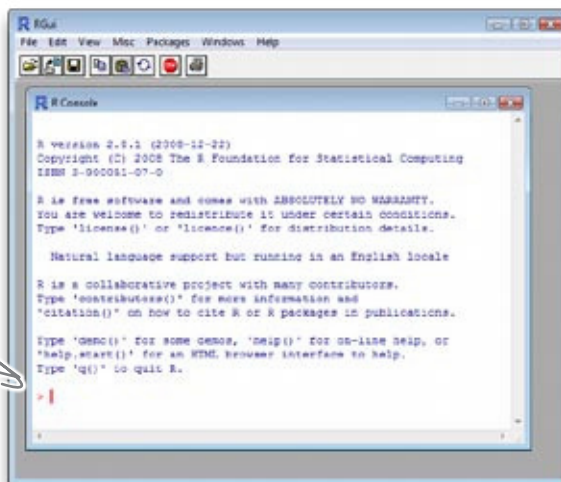 RGui
File Edit View Misc Packages Windows Help
R Console
R version 2.8.1 (2008-12-22)
Copyright (C) 2008 The R Foundation for Statistical Computing
ISBN 3-900051-07-0
R is free software and comes with ABSOLUTELY NO WARRANTY.
You are welcome to redistribute it under certain conditions.
Type 'license()' or 'licence()' for distribution details.
Natural language support but running in an English locale
R is a collaborative project with many contributors.
Type 'contributors()' for more information and
'citation()' on how to cite R or R packages in publications.
Type 'demo()' for some demos, 'help()' for on-line help, or
'help.start()' for an HTML browser interface to help.
Type 'q()' to quit R.
>